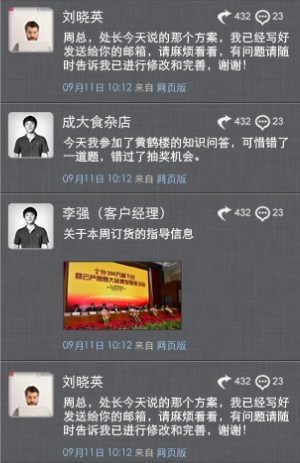 刘晓英 432 23
周总，处长今天说的那个方案，我已经写好
发送给你的邮箱，请麻烦看看，有问题请随
时告诉我已进行修改和完善，谢谢！
09月11日 10:12 来自 网页版
成大食杂店 432 23
今天我参加了黄鹤楼的知识问答，可惜错了
一道题，错过了抽奖机会。
09月11日 10:12 来自 网页版
李强（客户经理） 432 23
关于本周订货的指导信息
09月11日 10:12 来自 网页版
刘晓英 432 23
周总，处长今天说的那个方案，我已经写好
发送给你的邮箱，请麻烦看看，有问题请随
时告诉我已进行修改和完善，谢谢！
09月11日 10:12 来自 网页版